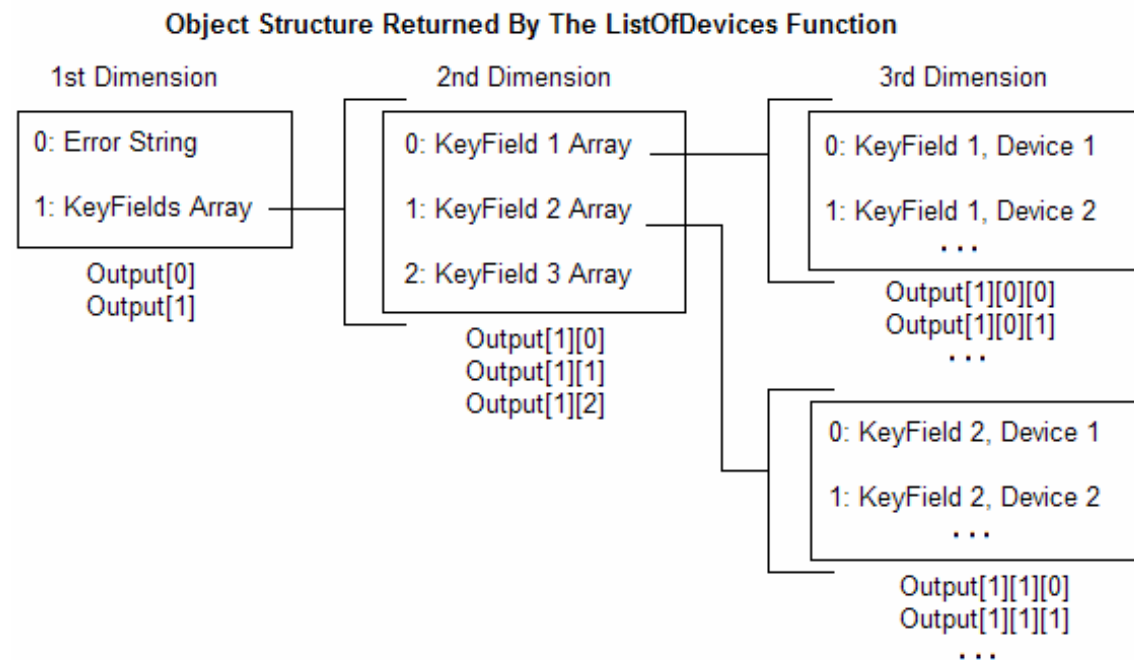 Object Structure Returned By The ListOfDevices Function
1st Dimension
0: Error String
1: KeyFields Array
Output[0]
Output[1]
2nd Dimension
0: KeyField 1 Array
1: KeyField 2 Array
2: KeyField 3 Array
Output[1][0]
Output[1][1]
Output[1][2]
3rd Dimension
0: KeyField 1, Device 1
1: KeyField 1, Device 2
...
Output[1][0][0]
Output[1][0][1]
...
0: KeyField 2, Device 1
1: KeyField 2, Device 2
...
Output[1][1][0]
Output[1][1][1]
...